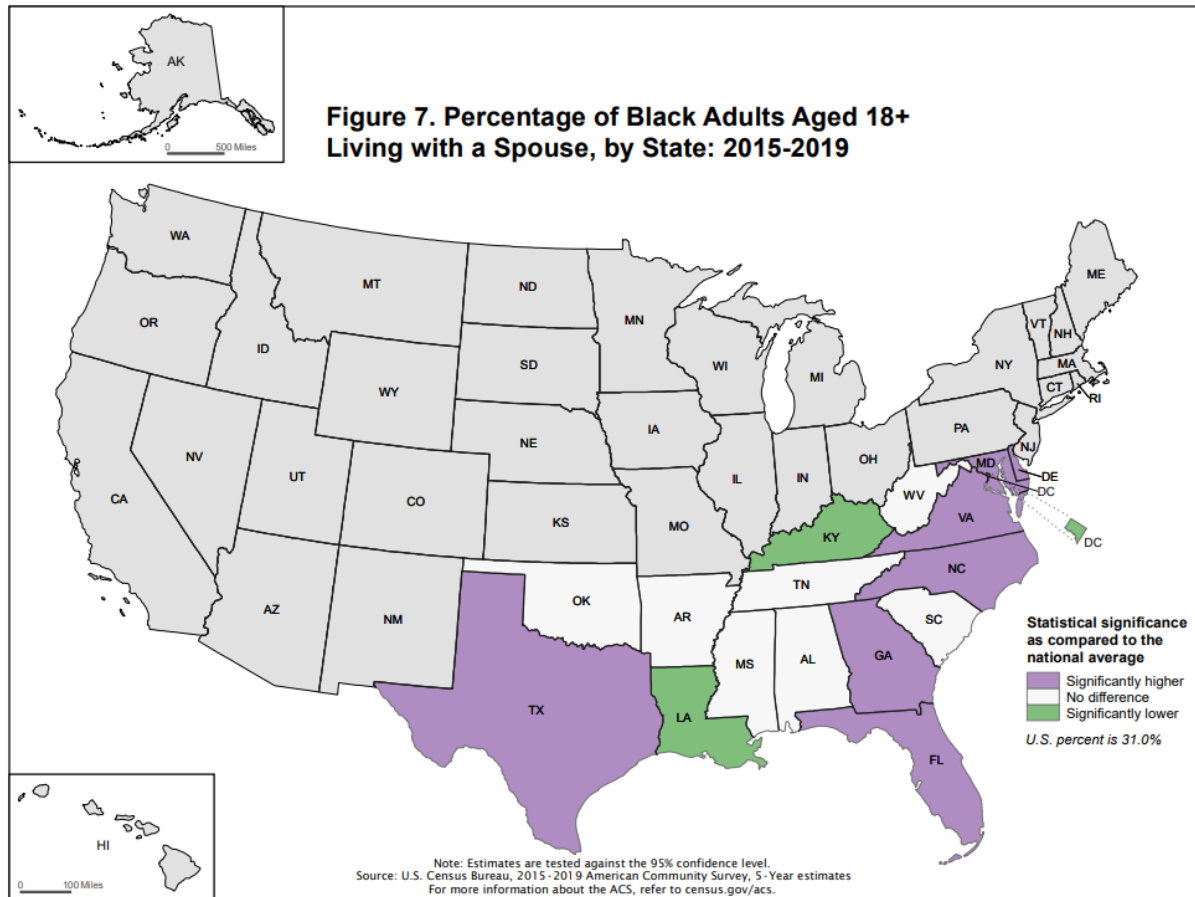 AK
500 Miles
Figure 7. Percentage of Black Adults Aged 18+
Living with a Spouse, by State: 2015-2019
WA
MT
ND
MN
ME
OR
ID
SD
WI
MI
VT
NH
NY
MA
CT
RI
WY
IA
NE
PA
NJ
NV
UT
CO
IL
IN
OH
MD
DE
DC
CA
KS
MO
WV
VA
KY
DC
NC
TN
AZ
NM
OK
AR
SC
MS
AL
GA
TX
LA
FL
Statistical significance
as compared to the
national average
Significantly higher
No difference
Significantly lower
U.S. percent is 31.0%
HI
0 100 Miles
0
Note: Estimates are tested against the 95% confidence level.
Source: U.S. Census Bureau, 2015-2019 American Community Survey, 5-Year estimates
For more information about the ACS, refer to census.gov/acs.